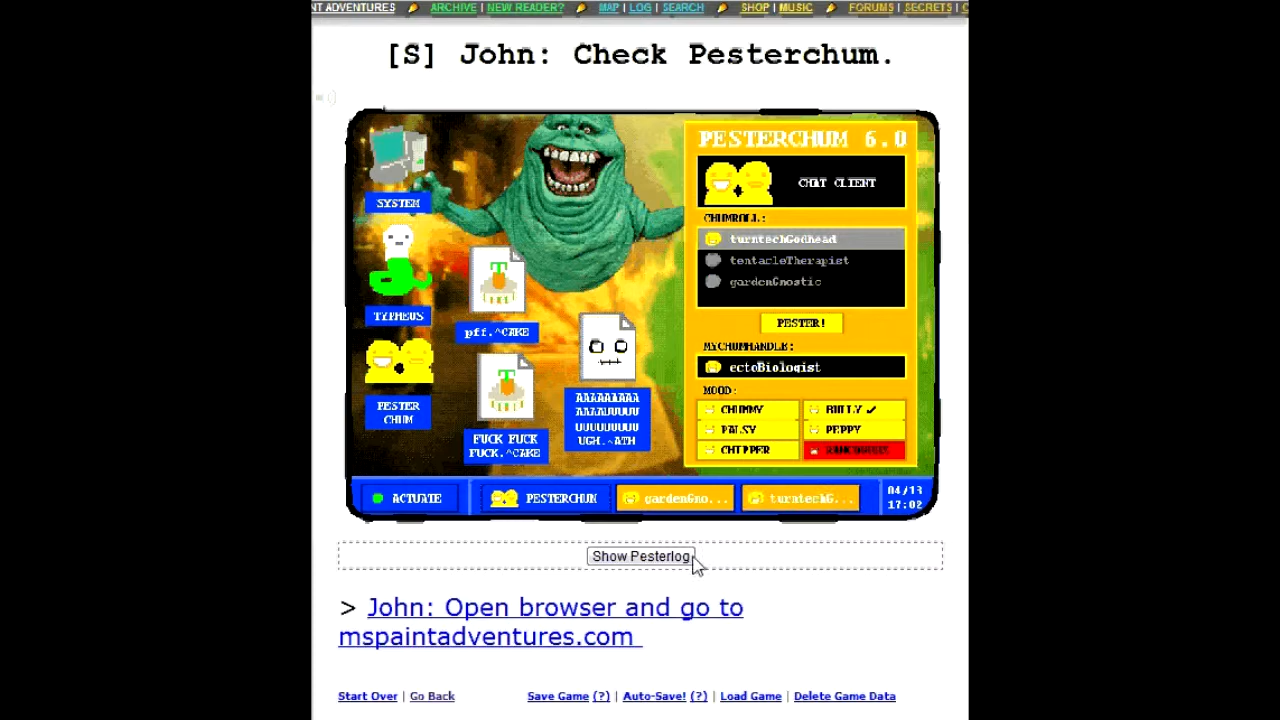 NT ADVENTURES ARCHIVE | NEW READER? MAP | LOG | SEARCH SHOP | MUSIC FORUMS | SECRETS |
[S] John: Check Pesterchum.
SYSTEM
TYPHEUS
PESTER
CHUM
pff.^CAKE
FUCK FUCK
FUCK.^CAKE
AAAAAAAAA
AAAAUUUUU
UUUUUUUUU
UGH.^ATH
PESTERCHUM 6.0
CHAT CLIENT
CHUMROLL:
turntechGodhead
tentacleTherapist
gardenGnostic
PESTER!
MYCHUMHANDLE:
ectoBiologist
MOOD:
CHUMMY BULLY ✓
PALSY PEPPY
CHIPPER RANCOROUS
ACTUATE PESTERCHUM gardenGno... turntechG... 04/13
17:02
Show Pesterlog
> John: Open browser and go to
mspaintadventures.com
Start Over | Go Back Save Game (?) | Auto-Save! (?) | Load Game | Delete Game Data